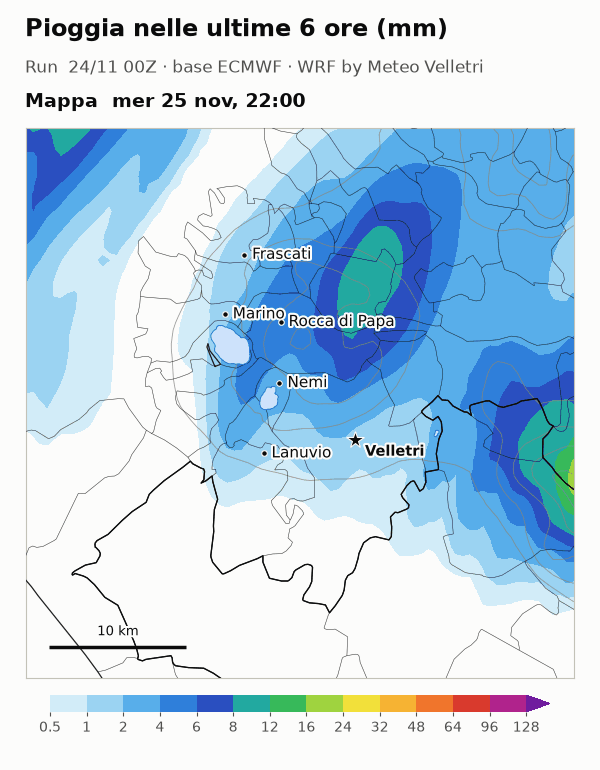 Pioggia nelle ultime 6 ore (mm)
Run  24/11 00Z · base ECMWF · WRF by Meteo Velletri
Mappa  mer 25 nov, 22:00
Frascati
Marino
Rocca di Papa
Nemi
Velletri
Lanuvio
10 km
0.5 1 2 4 6 8 12 16 24 32 48 64 96 128